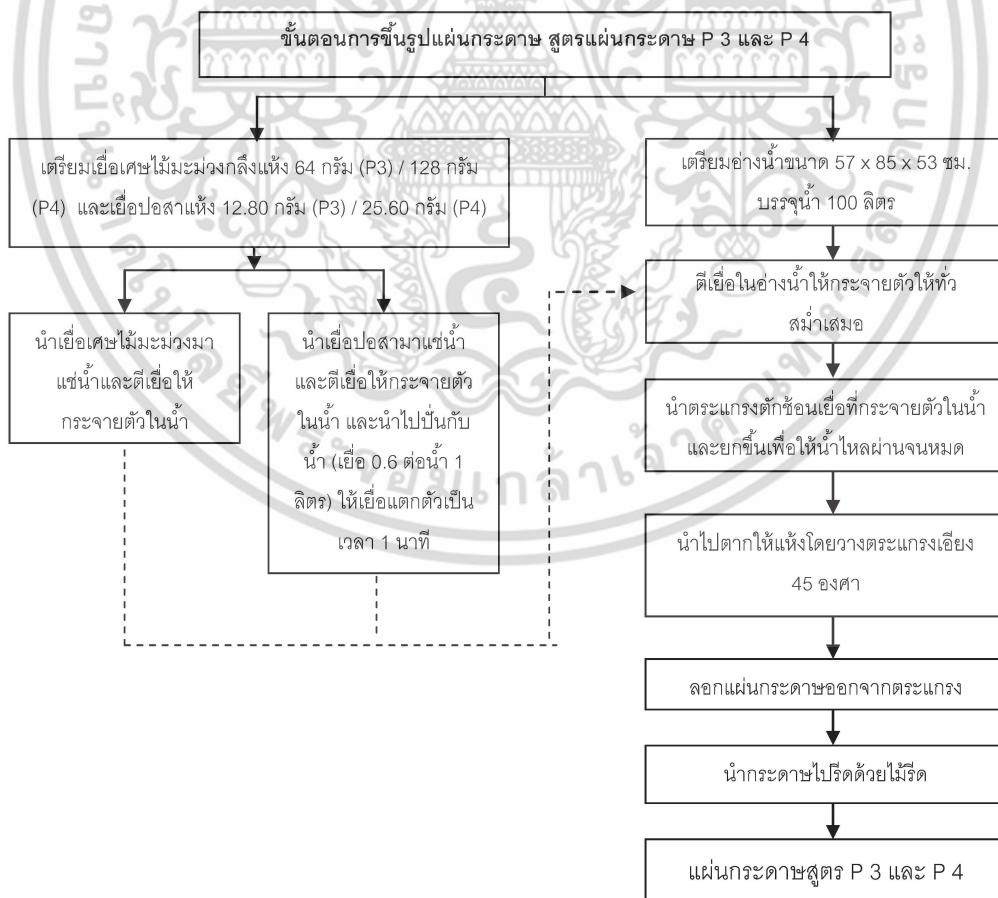 ขั้นตอนการขึ้นรูปแผ่นกระดาษ สูตรแผ่นกระดาษ P 3 และ P 4
เตรียมเยื่อเศษไม้มะม่วงกลึงแห้ง 64 กรัม (P3) / 128 กรัม
(P4) และเยื่อปอสาแห้ง 12.80 กรัม (P3) / 25.60 กรัม (P4)
นำเยื่อเศษไม้มะม่วงมา
แช่น้ำและตีเยื่อให้
กระจายตัวในน้ำ
นำเยื่อปอสามาแช่น้ำ
และตีเยื่อให้กระจายตัว
ในน้ำ และนำไปปั่นกับ
น้ำ (เยื่อ 0.6 ต่อน้ำ 1
ลิตร) ให้เยื่อแตกตัวเป็น
เวลา 1 นาที
เตรียมอ่างน้ำขนาด 57 x 85 x 53 ซม.
บรรจุน้ำ 100 ลิตร
ตีเยื่อในอ่างน้ำให้กระจายตัวให้ทั่ว
สม่ำเสมอ
นำตระแกรงตักช้อนเยื่อที่กระจายตัวในน้ำ
และยกขึ้นเพื่อให้น้ำไหลผ่านจนหมด
นำไปตากให้แห้งโดยวางตระแกรงเอียง
45 องศา
ลอกแผ่นกระดาษออกจากตระแกรง
นำกระดาษไปรีดด้วยไม้รีด
แผ่นกระดาษสูตร P 3 และ P 4